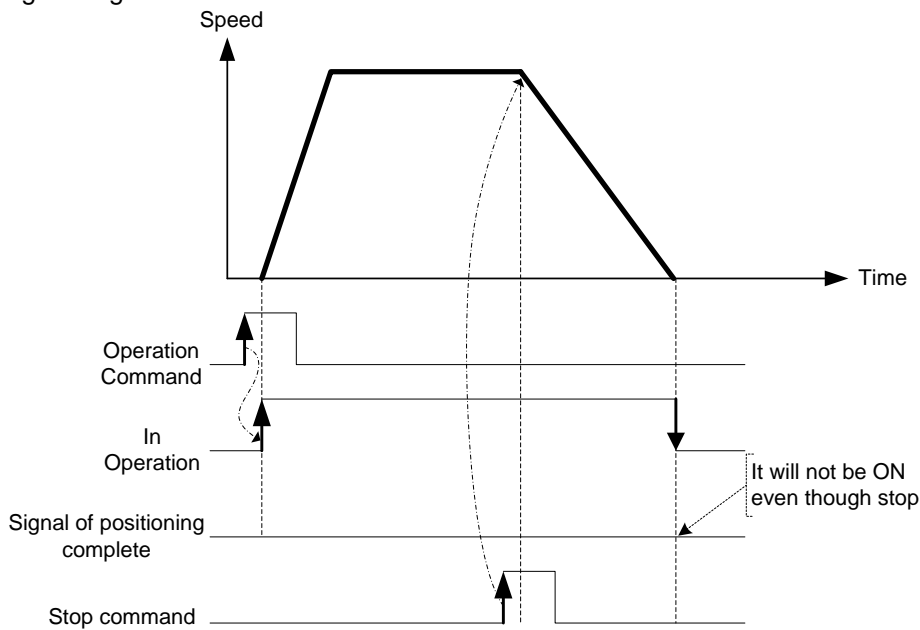 Speed
Time
Operation
Command
In
Operation
It will not be ON
even though stop
Signal of positioning
complete
Stop command